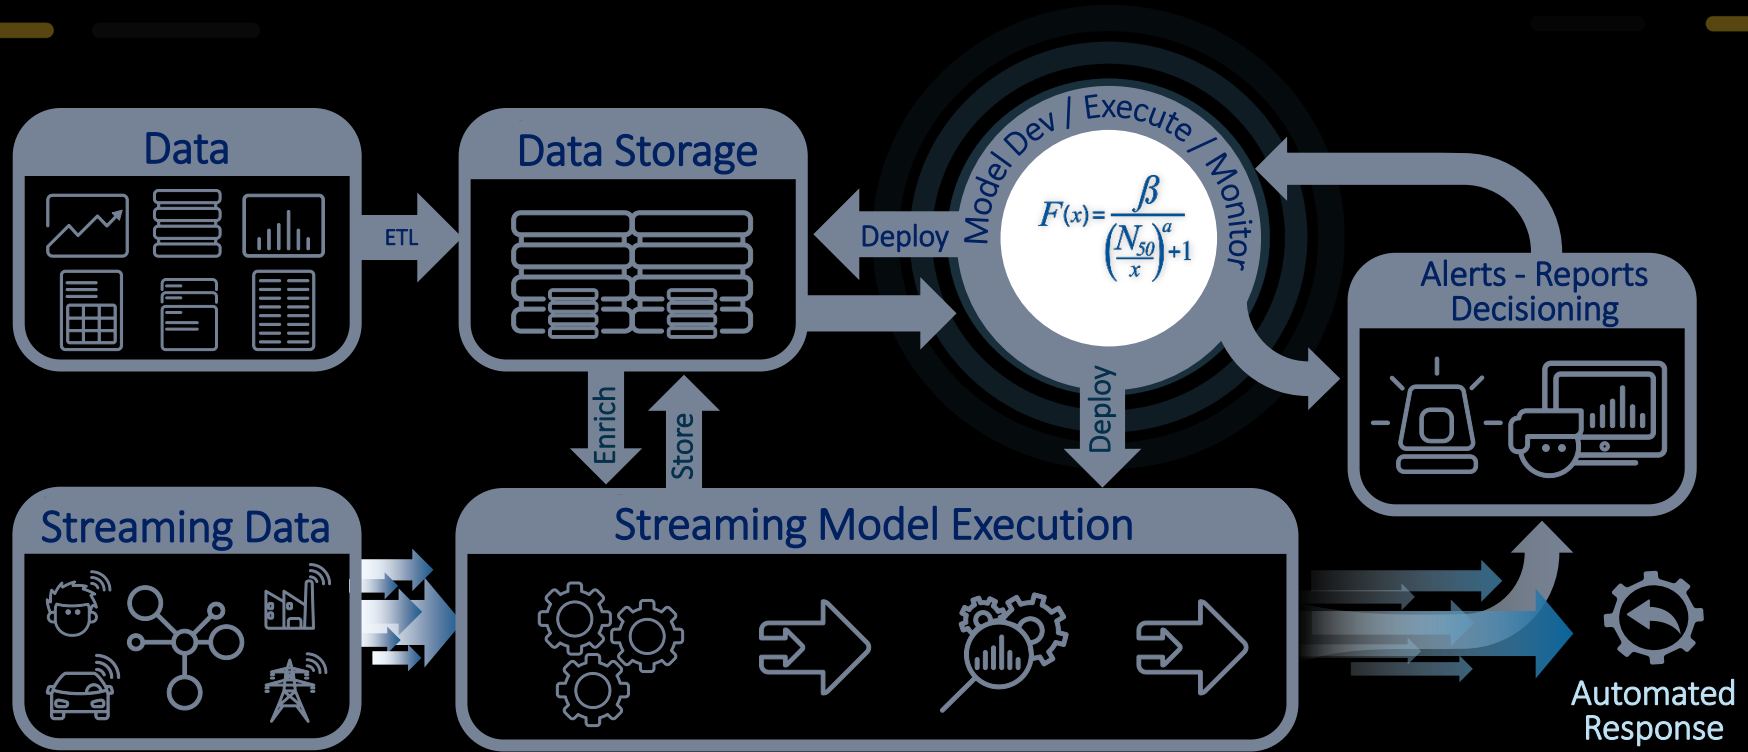 Data
ETL
Data Storage
Deploy
Model Dev / Execute / Monitor
F(x)=β/((N50/x)^a+1)
Alerts - Reports
Decisioning
Enrich
Store
Deploy
Streaming Data
Streaming Model Execution
Automated
Response